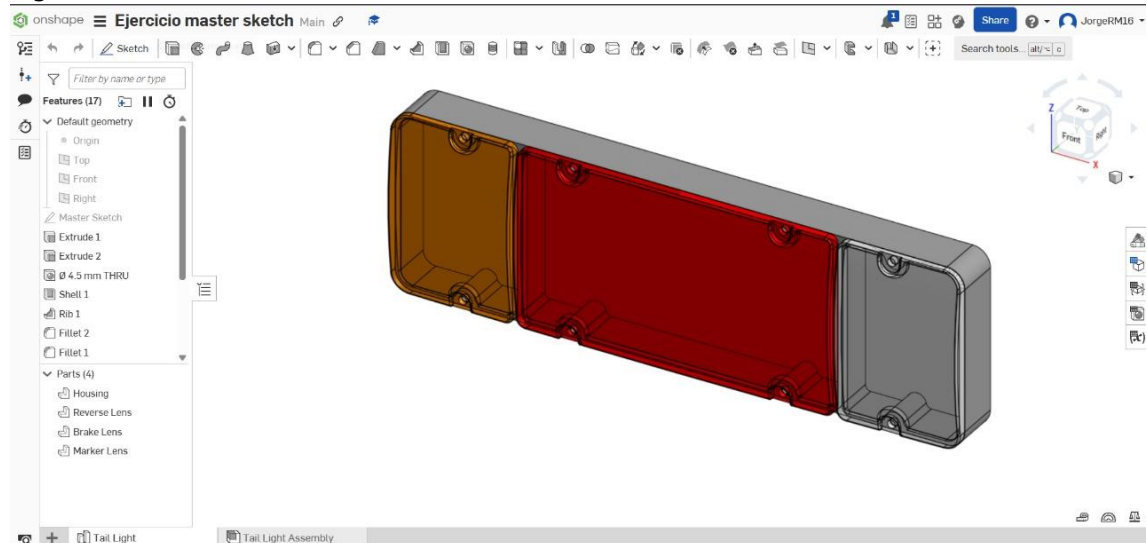 onshape Ejercicio master sketch Main 1 Share JorgeRM16
Sketch Search tools... alt/⌥ c
Filter by name or type
Features (17)
Default geometry
Origin
Top
Front
Right
Master Sketch
Extrude 1
Extrude 2
Ø 4.5 mm THRU
Shell 1
Rib 1
Fillet 2
Fillet 1
Parts (4)
Housing
Reverse Lens
Brake Lens
Marker Lens
Z
Top
Front Right
X
Tail Light Tail Light Assembly